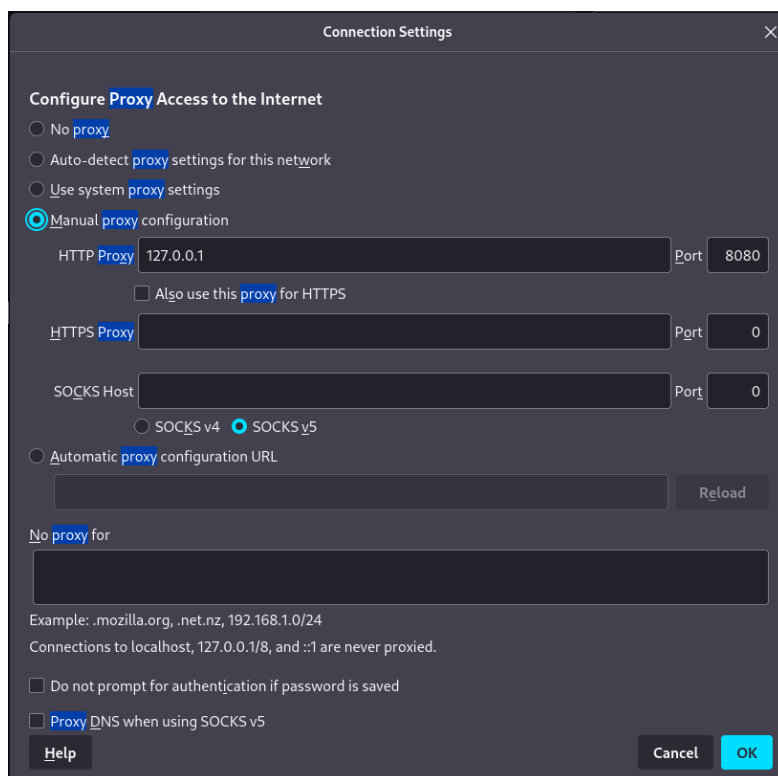 Connection Settings
Configure Proxy Access to the Internet
No proxy
Auto-detect proxy settings for this network
Use system proxy settings
Manual proxy configuration
HTTP Proxy 127.0.0.1 Port 8080
Also use this proxy for HTTPS
HTTPS Proxy Port 0
SOCKS Host Port 0
SOCKS v4 SOCKS v5
Automatic proxy configuration URL
Reload
No proxy for
Example: .mozilla.org, .net.nz, 192.168.1.0/24
Connections to localhost, 127.0.0.1/8, and ::1 are never proxied.
Do not prompt for authentication if password is saved
Proxy DNS when using SOCKS v5
Help Cancel OK